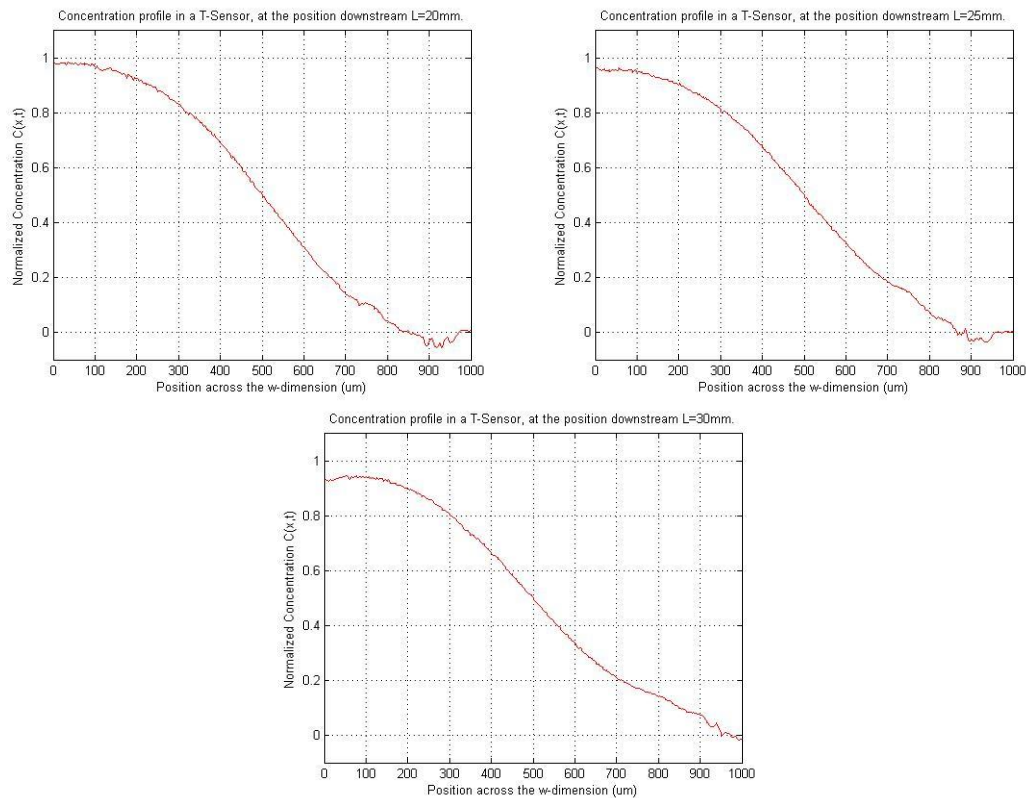 Concentration profile in a T-Sensor, at the position downstream L=20mm.
Normalized Concentration C(x,t)
1
0.8
0.6
0.4
0.2
0
0 100 200 300 400 500 600 700 800 900 1000
Position across the w-dimension (um)
Concentration profile in a T-Sensor, at the position downstream L=25mm.
Normalized Concentration C(x,t)
1
0.8
0.6
0.4
0.2
0
0 100 200 300 400 500 600 700 800 900 1000
Position across the w-dimension (um)
Concentration profile in a T-Sensor, at the position downstream L=30mm.
Normalized Concentration C(x,t)
1
0.8
0.6
0.4
0.2
0
0 100 200 300 400 500 600 700 800 900 1000
Position across the w-dimension (um)